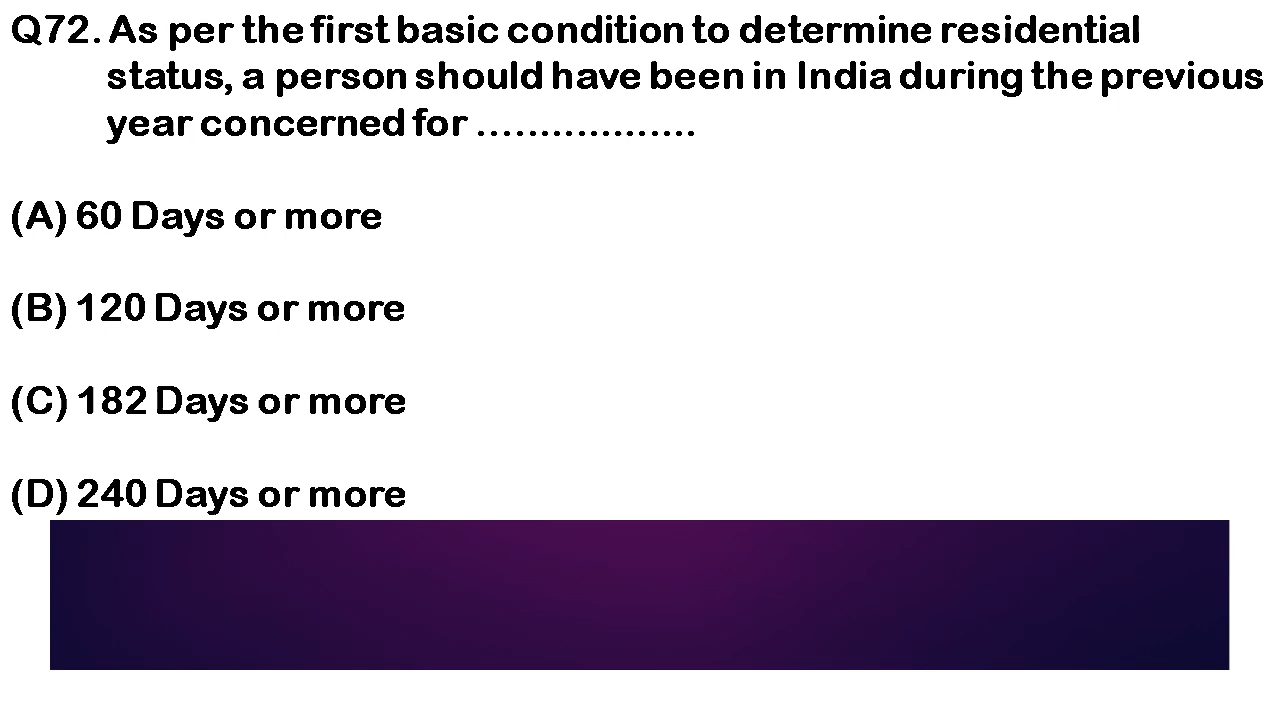 Q72. As per the first basic condition to determine residential
status, a person should have been in India during the previous
year concerned for ………………
(A) 60 Days or more
(B) 120 Days or more
(C) 182 Days or more
(D) 240 Days or more